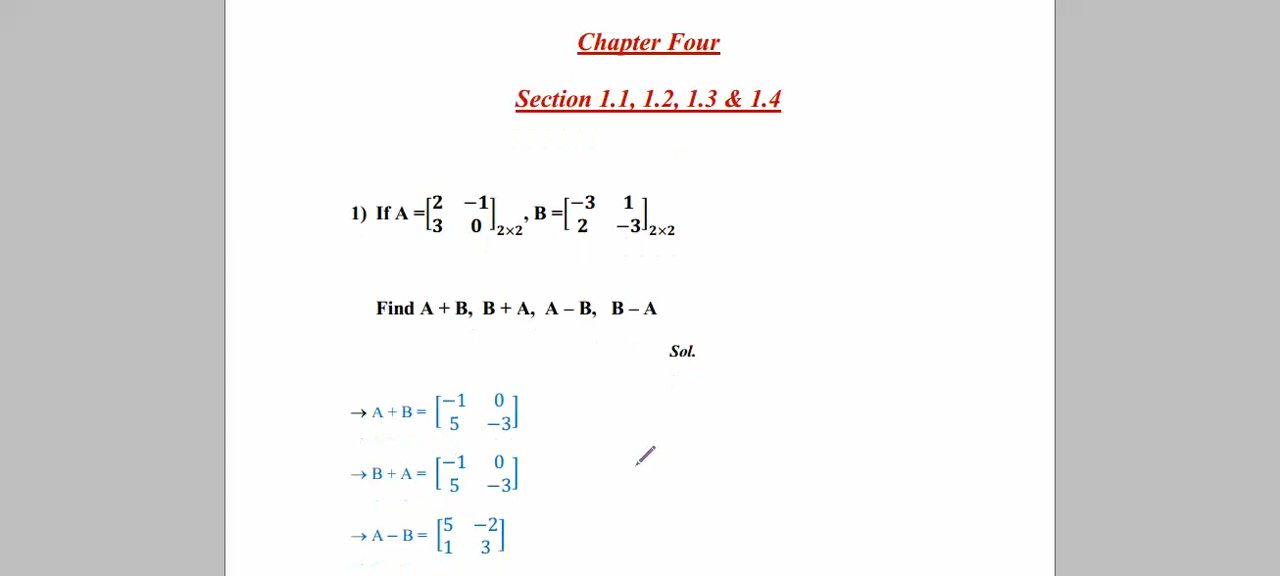 Chapter Four
Section 1.1, 1.2, 1.3 & 1.4
1) If A =[2 −1 3 0]2×2, B =[−3 1 2 −3]2×2
Find A + B, B + A, A – B, B – A
Sol.
→ A + B = [−1 0 5 −3]
→ B + A = [−1 0 5 −3]
→ A – B = [5 −2 1 3]